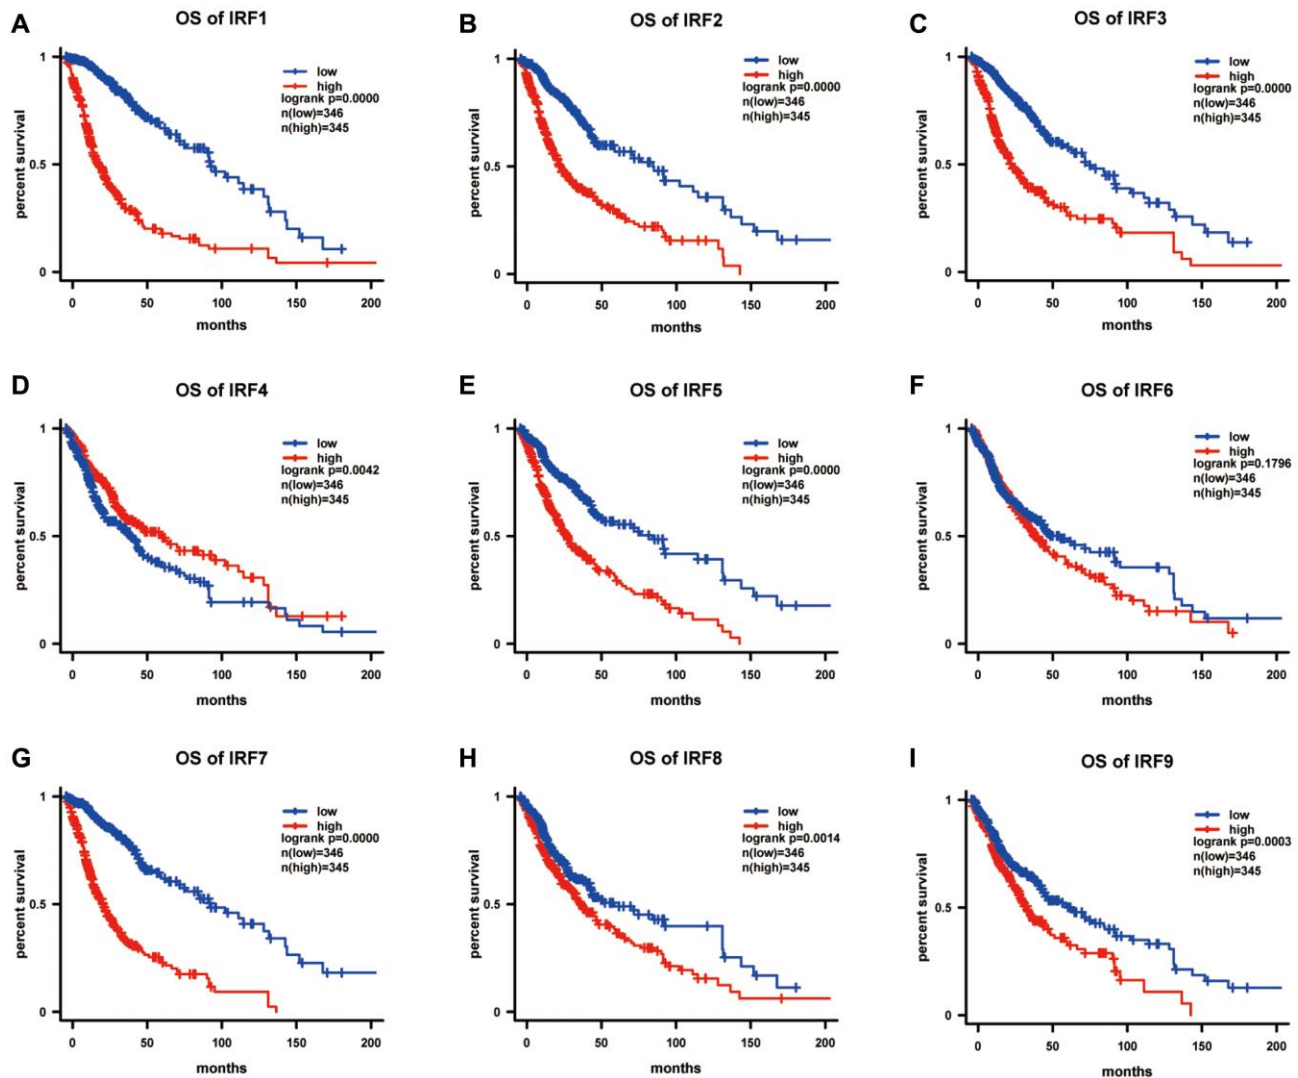 A
OS of IRF1
percent survival
1
0.5
0
low
high
logrank p=0.0000
n(low)=346
n(high)=345
0 50 100 150 200
months
B
OS of IRF2
percent survival
1
0.5
0
low
high
logrank p=0.0000
n(low)=346
n(high)=345
0 50 100 150 200
months
C
OS of IRF3
percent survival
1
0.5
0
low
high
logrank p=0.0000
n(low)=346
n(high)=345
0 50 100 150 200
months
D
OS of IRF4
percent survival
1
0.5
0
low
high
logrank p=0.0042
n(low)=346
n(high)=345
0 50 100 150 200
months
E
OS of IRF5
percent survival
1
0.5
0
low
high
logrank p=0.0000
n(low)=346
n(high)=345
0 50 100 150 200
months
F
OS of IRF6
percent survival
1
0.5
0
low
high
logrank p=0.1796
n(low)=346
n(high)=345
0 50 100 150 200
months
G
OS of IRF7
percent survival
1
0.5
0
low
high
logrank p=0.0000
n(low)=346
n(high)=345
0 50 100 150 200
months
H
OS of IRF8
percent survival
1
0.5
0
low
high
logrank p=0.0014
n(low)=346
n(high)=345
0 50 100 150 200
months
I
OS of IRF9
percent survival
1
0.5
0
low
high
logrank p=0.0003
n(low)=346
n(high)=345
0 50 100 150 200
months